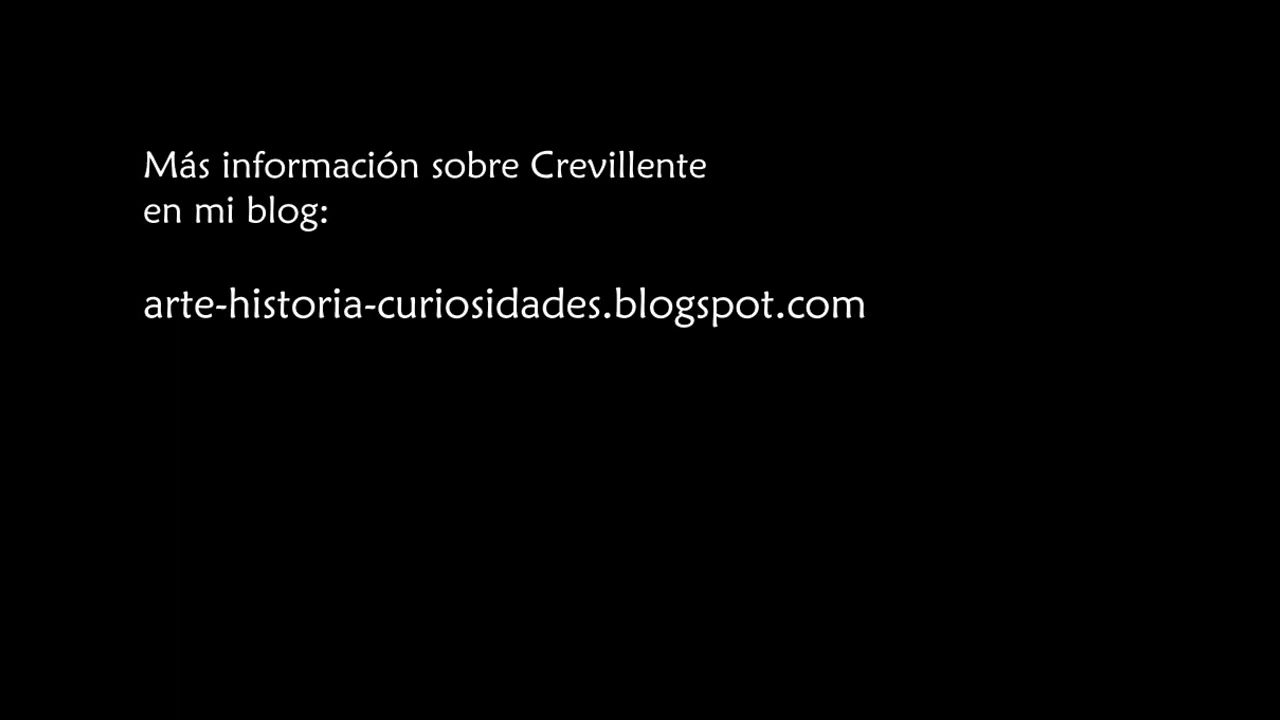 Más información sobre Crevillente
en mi blog:
arte-historia-curiosidades.blogspot.com